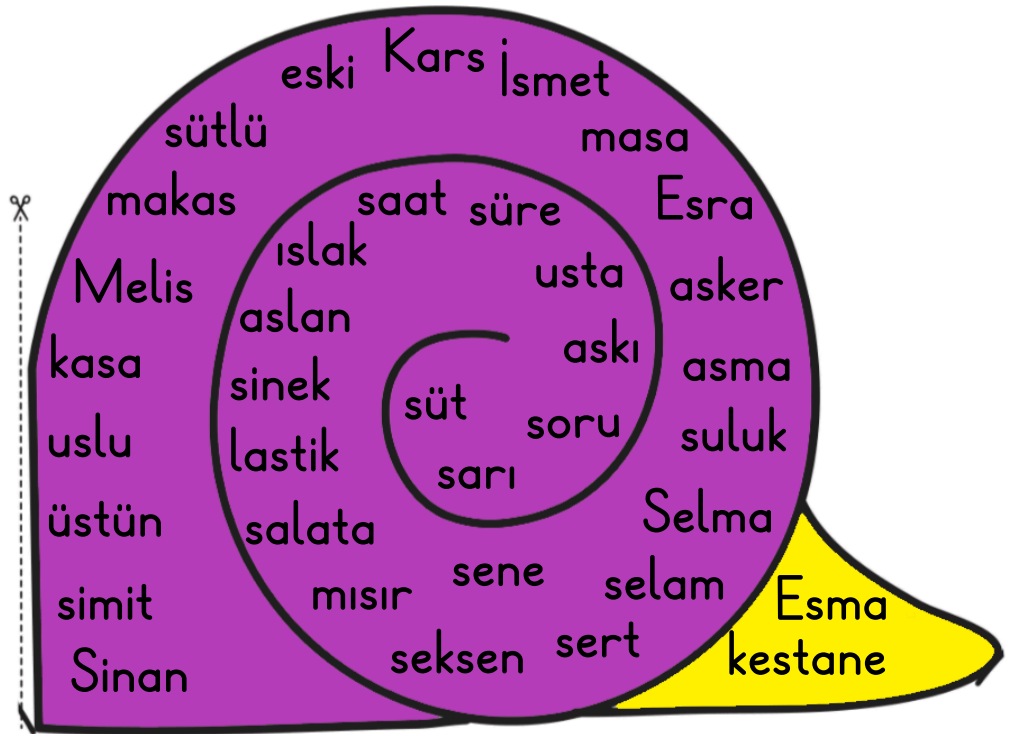 Sinan
simit
üstün
uslu
kasa
Melis
makas
sütlü
eski
Kars
İsmet
masa
Esra
asker
asma
suluk
Selma
selam
sert
seksen
sene
mısır
salata
lastik
sinek
aslan
ıslak
saat
süre
usta
askı
soru
sarı
süt
Esma
kestane